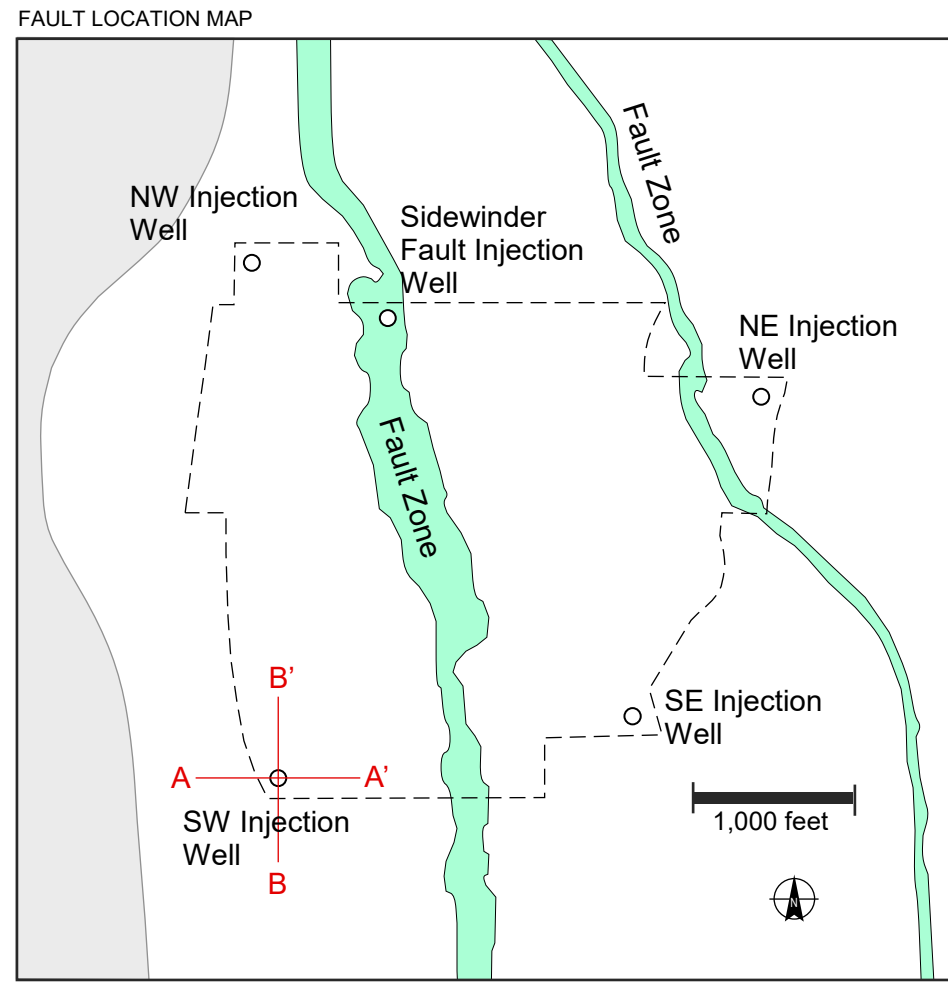 FAULT LOCATION MAP
Fault Zone
NW Injection
Well
Sidewinder
Fault Injection
Well
NE Injection
Well
Fault Zone
B’
SE Injection
Well
A
A’
1,000 feet
SW Injection
Well
B
N